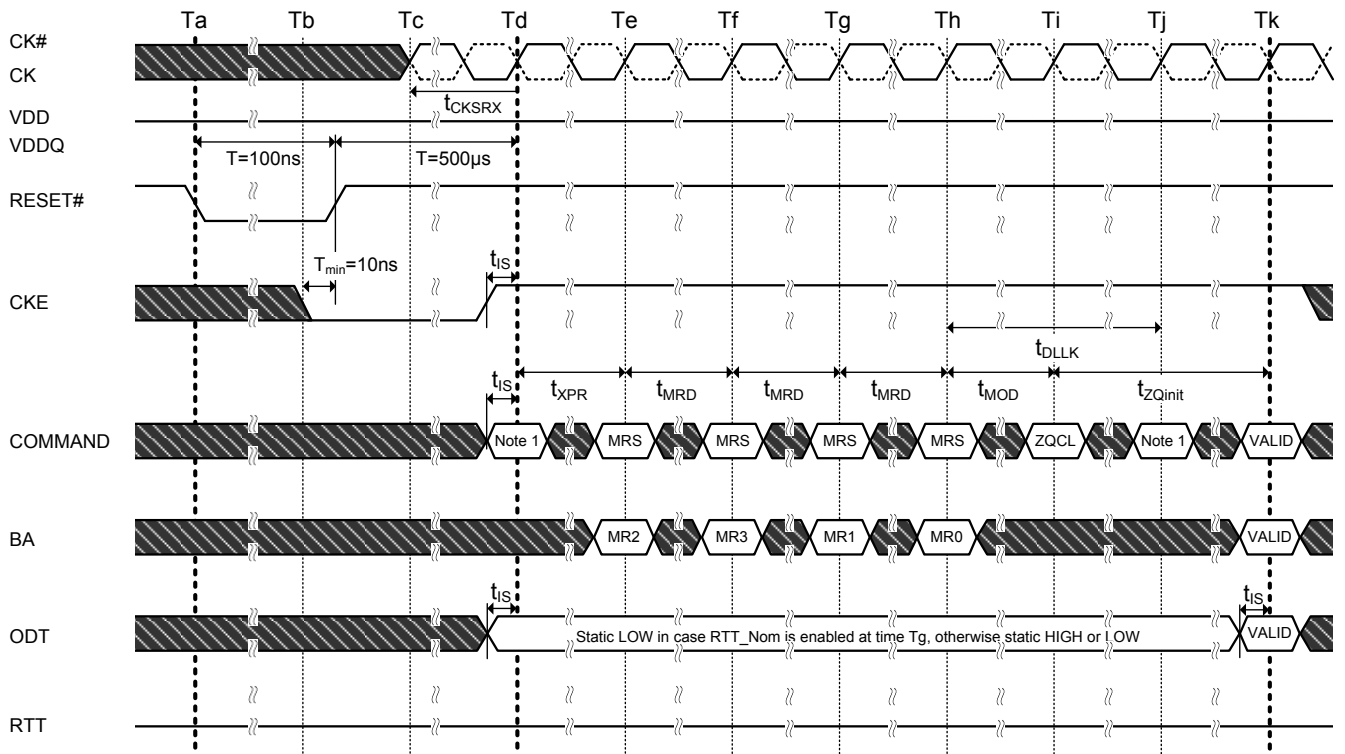 Ta Tb Tc Td Te Tf Tg Th Ti Tj Tk
CK#
CK
tCKSRX
VDD
VDDQ
T=100ns T=500µs
RESET#
Tmin=10ns tIS
CKE
tDLLK
tIS tXPR tMRD tMRD tMRD tMOD tZQinit
COMMAND Note 1 MRS MRS MRS MRS ZQCL Note 1 VALID
BA MR2 MR3 MR1 MR0 VALID
tIS tIS
ODT Static LOW in case RTT_Nom is enabled at time Tg, otherwise static HIGH or LOW VALID
RTT